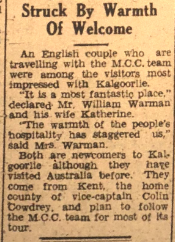 Struck By Warmth
Of Welcome
An English couple who are
travelling with the M.C.C. team
were among the visitors most
impressed with Kalgoorlie.
"It is a most fantastic place,"
declared Mr. William Warman
and his wife Katherine.
"The warmth of the people's
hospitality has staggered us,"
said Mrs. Warman.
Both are newcomers to Kal-
goorlie although they have
visited Australia before. They
come from Kent, the home
county of vice-captain Colin
Cowdrey, and plan to follow
the M.C.C. team for most of its
tour.